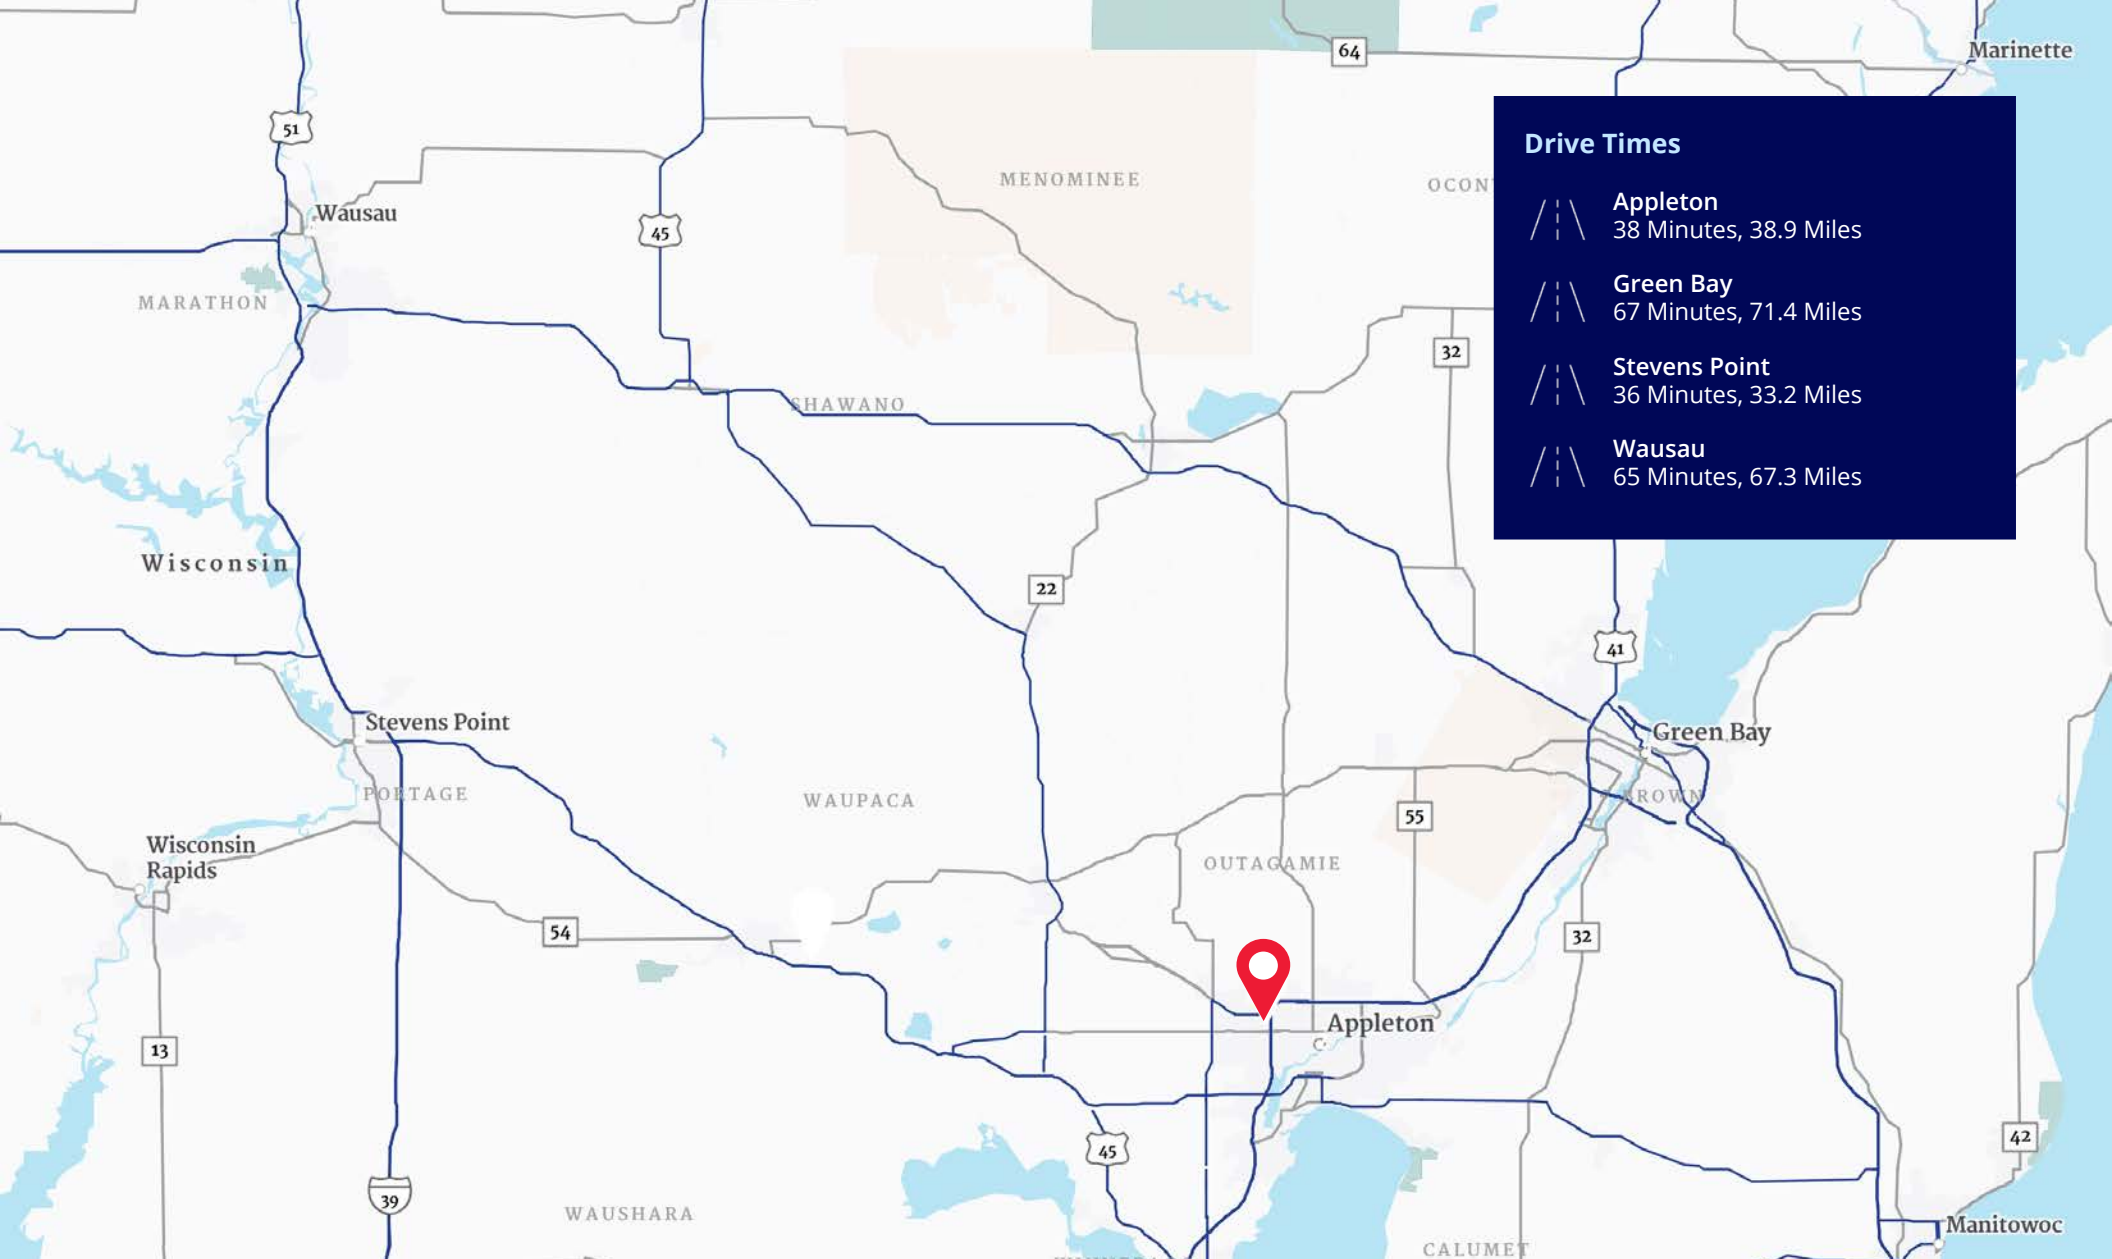 64
Marinette
51
Drive Times
MENOMINEE
OCON
Appleton
38 Minutes, 38.9 Miles
Wausau
45
Green Bay
67 Minutes, 71.4 Miles
MARATHON
32
Stevens Point
36 Minutes, 33.2 Miles
SHAWANO
Wausau
65 Minutes, 67.3 Miles
Wisconsin
22
41
Stevens Point
Green Bay
PORTAGE
WAUPACA
BROWN
55
Wisconsin
Rapids
OUTAGAMIE
54
32
Appleton
13
42
45
39
WAUSHARA
Manitowoc
CALUMET